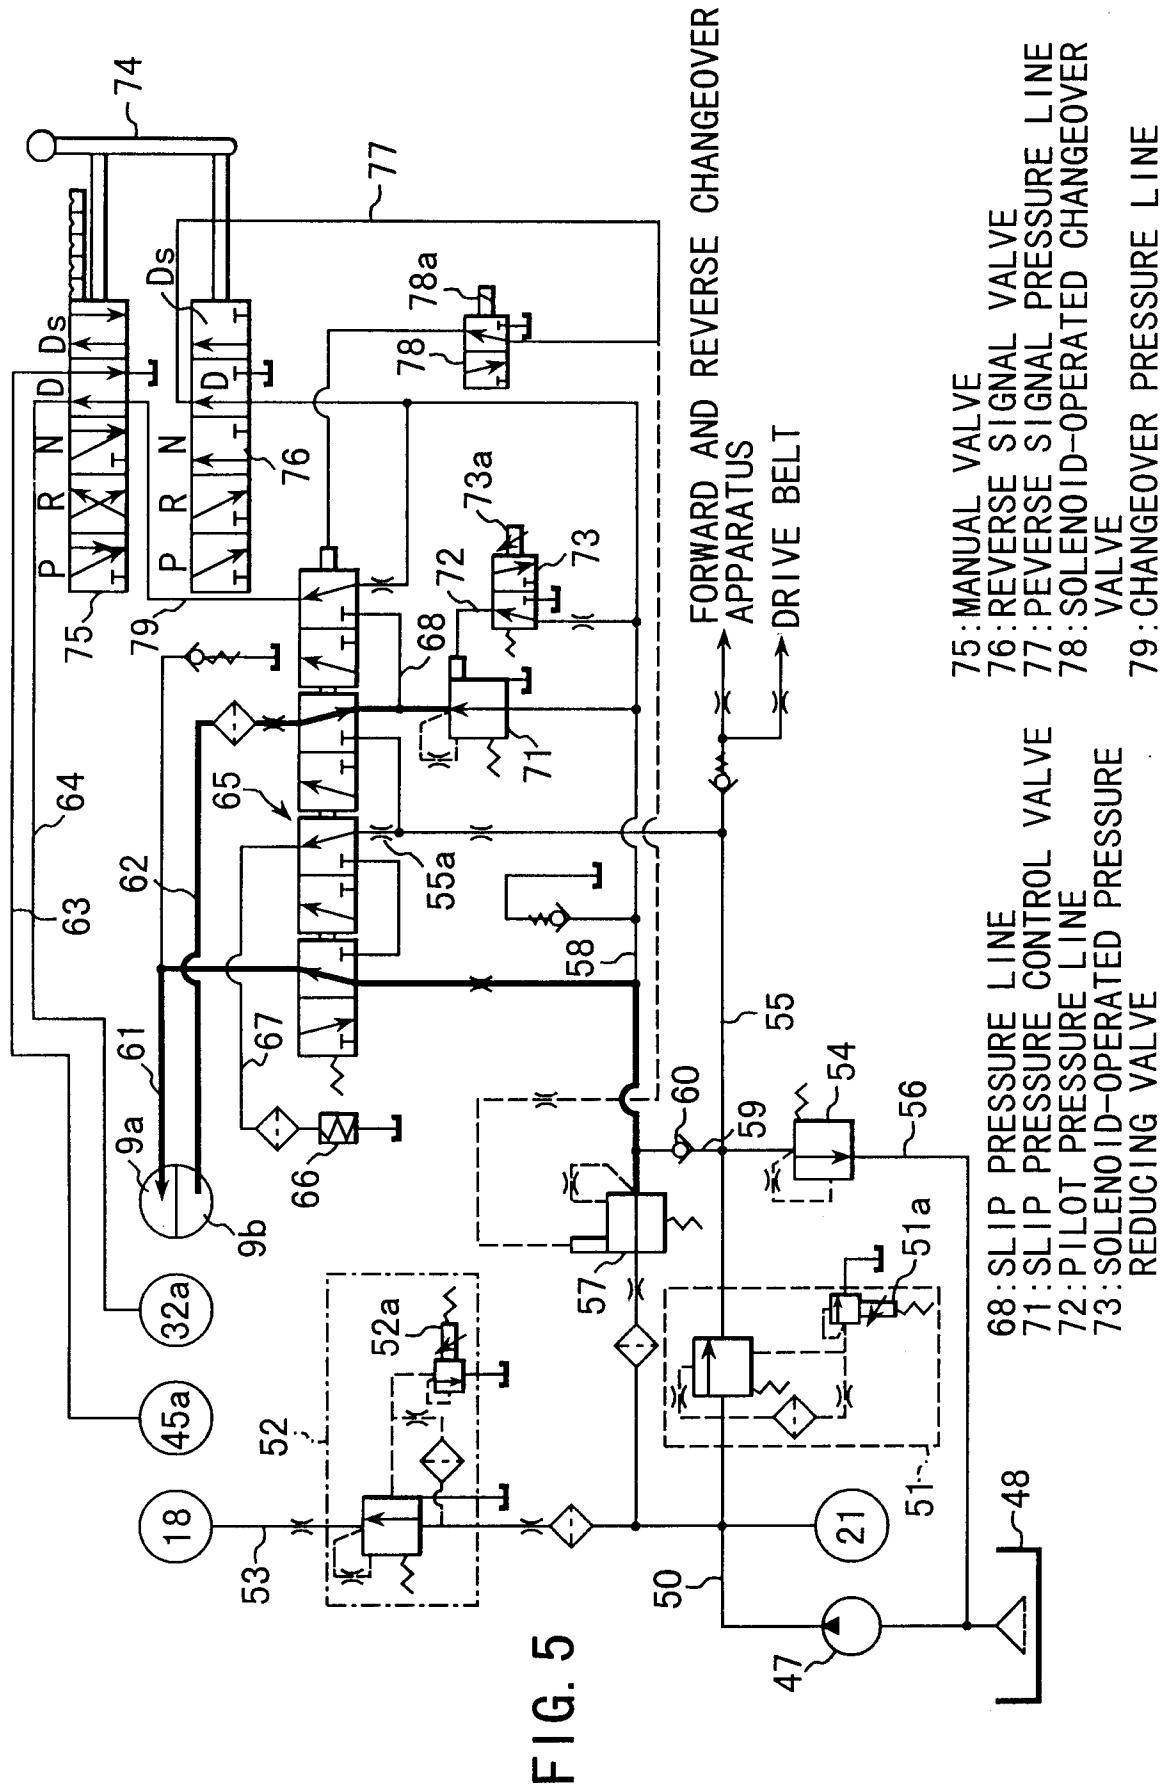 FIG. 5
74
77
Ds
78a
78
Ds
D
N
R
P
75
D
N
R
P
76
79
73a
73
72
68
71
64
63
62
65
55a
61
67
66
58
55
60
59
54
56
9a
9b
57
51a
51
32a
45a
18
52
52a
53
50
21
47
48
FORWARD AND REVERSE CHANGEOVER
APPARATUS
DRIVE BELT
68:SLIP PRESSURE LINE
71:SLIP PRESSURE CONTROL VALVE
72:PILOT PRESSURE LINE
73:SOLENOID-OPERATED PRESSURE
REDUCING VALVE
75:MANUAL VALVE
76:REVERSE SIGNAL VALVE
77:PEVERSE SIGNAL PRESSURE LINE
78:SOLENOID-OPERATED CHANGEOVER
VALVE
79:CHANGEOVER PRESSURE LINE